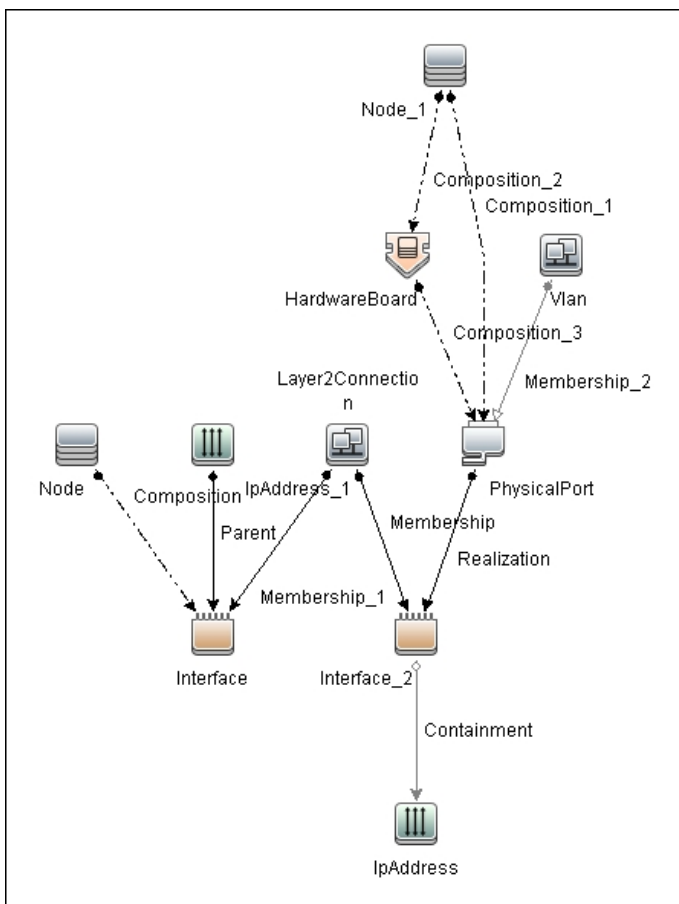 Node_1
Composition_2
Composition_1
HardwareBoard
Vlan
Composition_3
Layer2Connectio
n
Membership_2
Node
Composition
IpAddress_1
PhysicalPort
Membership
Parent
Realization
Membership_1
Interface
Interface_2
Containment
IpAddress